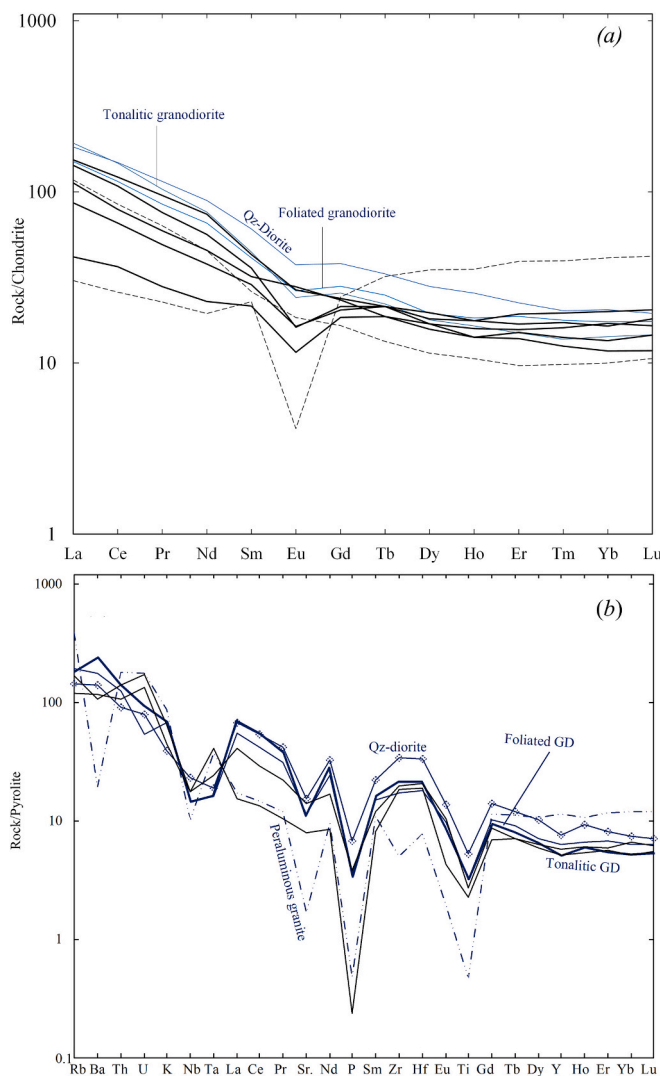 1000
(a)
Tonalitic granodiorite
Qz-Diorite
Foliated granodiorite
100
Rock/Chondrite
10
1
La Ce Pr Nd Sm Eu Gd Tb Dy Ho Er Tm Yb Lu
1000
(b)
Foliated GD
100
Qz-diorite
Rock/Pyrolite
10
Peraluminous granite
Tonalitic GD
1
0.1
Rb Ba Th U K Nb Ta La Ce Pr Sr. Nd P Sm Zr Hf Eu Ti Gd Tb Dy Y Ho Er Yb Lu